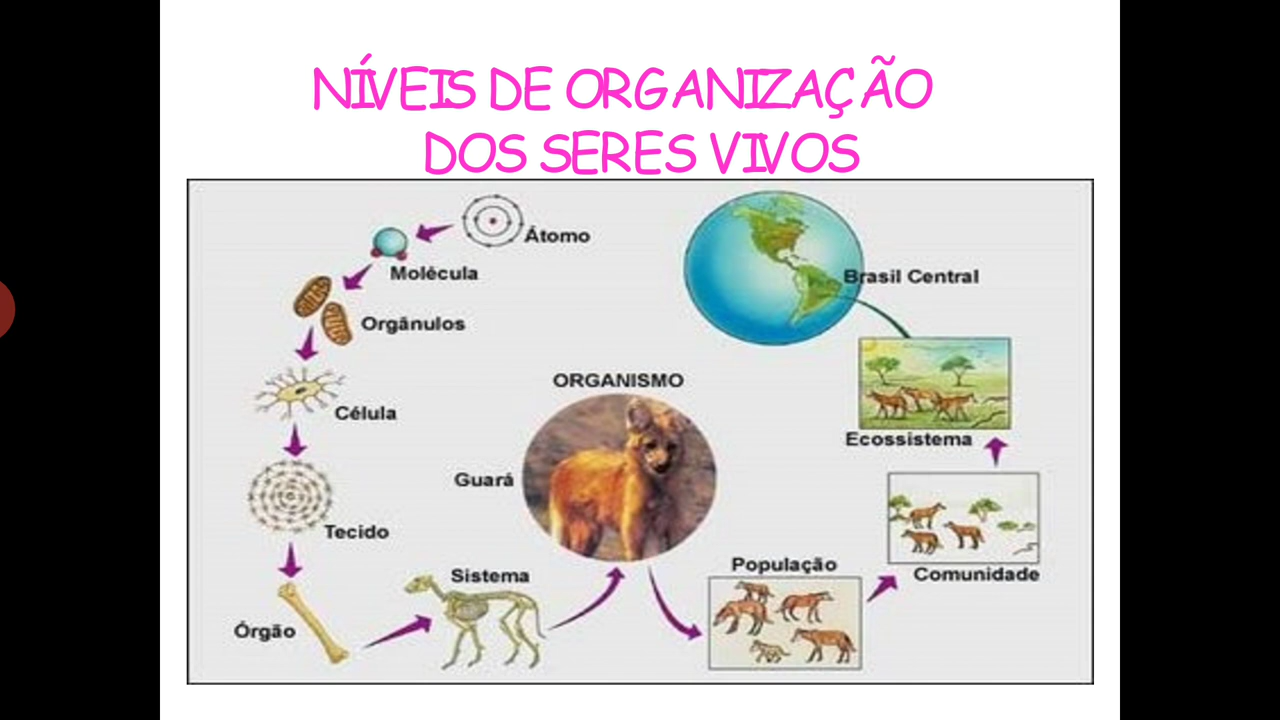 NÍVEIS DE ORGANIZAÇÃO
DOS SERES VIVOS
Átomo
Molécula
Orgânulos
Célula
Tecido
Órgão
Sistema
ORGANISMO
Guará
População
Comunidade
Ecossistema
Brasil Central